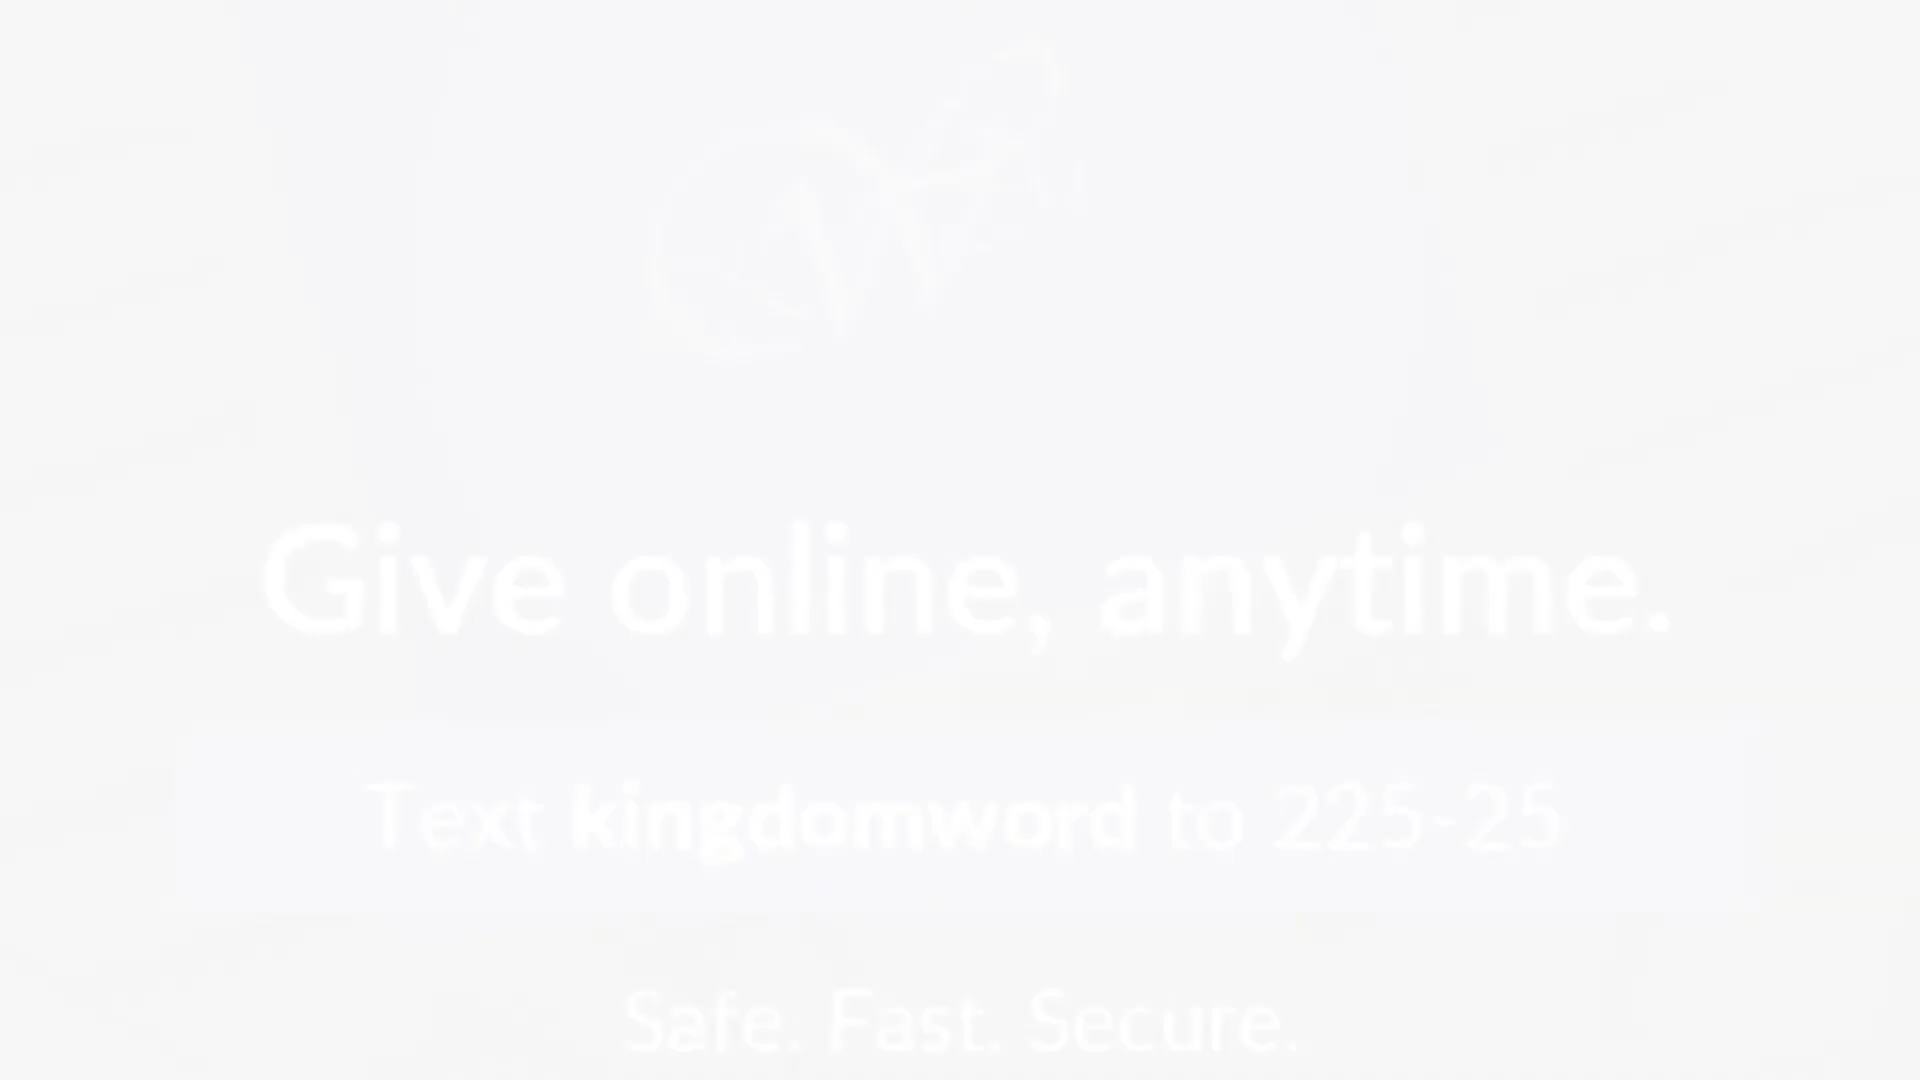 Give online, anytime.
Text kingdomword to 225-25
Safe. Fast. Secure.